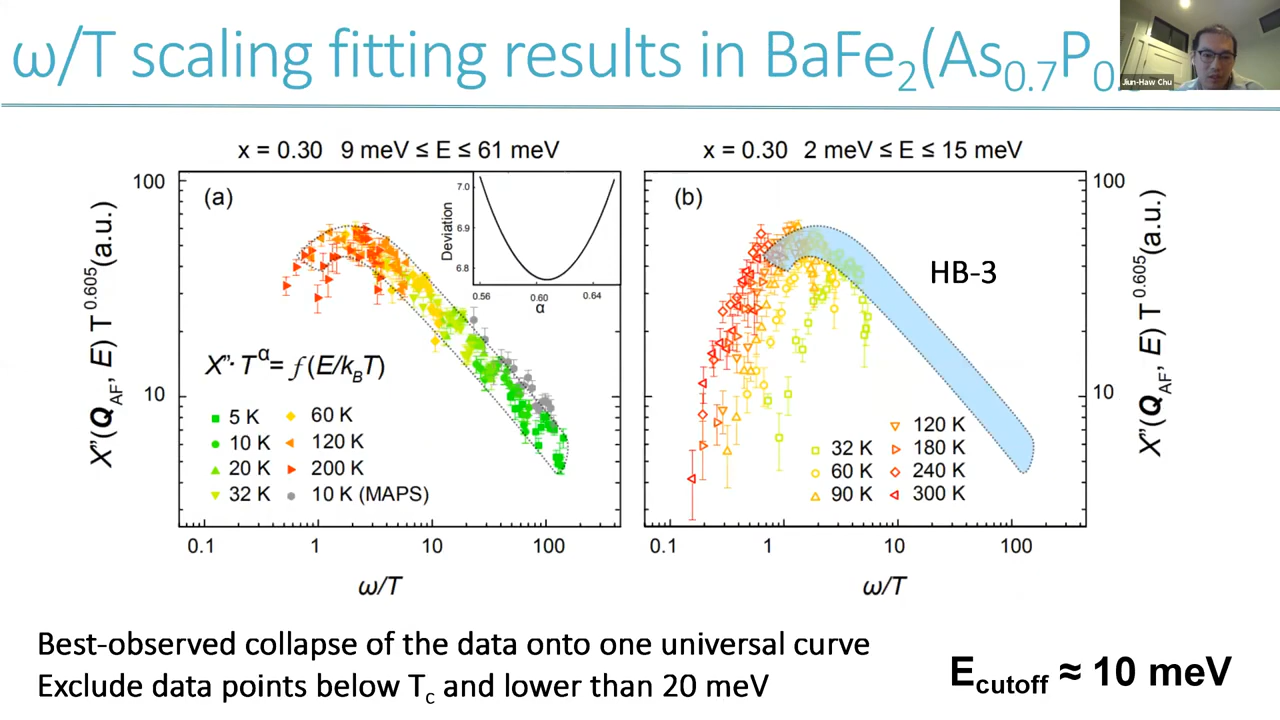 ω/T scaling fitting results in BaFe₂(As₀.₇P₀.
Jiun-Haw Chu
x = 0.30 9 meV ≤ E ≤ 61 meV
x = 0.30 2 meV ≤ E ≤ 15 meV
100
(a)
7.0
6.9
6.8
Deviation
0.56 0.60 0.64
α
(b)
100
HB-3
X''(Q_AF, E) T^0.605 (a.u.)
X''·T^α = f(E/k_BT)
10
5 K
10 K
20 K
32 K
60 K
120 K
200 K
10 K (MAPS)
32 K
60 K
90 K
120 K
180 K
240 K
300 K
10
X''(Q_AF, E) T^0.605 (a.u.)
0.1 1 10 100
0.1 1 10 100
ω/T
ω/T
Best-observed collapse of the data onto one universal curve
Exclude data points below T_c and lower than 20 meV
E_cutoff ≈ 10 meV